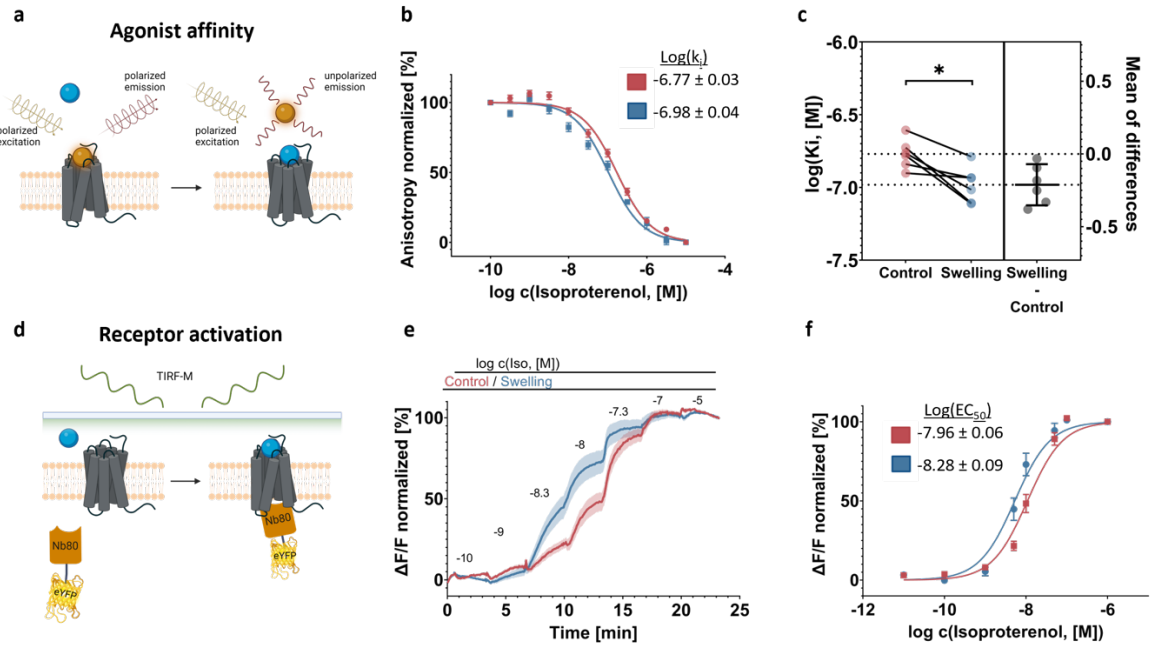 a
Agonist affinity
polarized
emission
unpolarized
emission
polarized
excitation
polarized
excitation
b
Anisotropy normalized [%]
100
50
0
-10
-8
-6
-4
log c(Isoproterenol, [M])
Log(ki)
-6.77 ± 0.03
-6.98 ± 0.04
c
log(Ki, [M])
-6.0
-6.5
-7.0
-7.5
*
Control
Swelling
Swelling
-
Control
0.5
0.0
-0.5
Mean of differences
d
Receptor activation
TIRF-M
Nb80
eYFP
Nb80
eYFP
e
log c(Iso, [M])
Control / Swelling
ΔF/F normalized [%]
100
50
0
-10
-9
-8.3
-8
-7.3
-7
-5
0
5
10
15
20
25
Time [min]
f
ΔF/F normalized [%]
100
50
0
Log(EC50)
-7.96 ± 0.06
-8.28 ± 0.09
-12
-10
-8
-6
log c(Isoproterenol, [M])